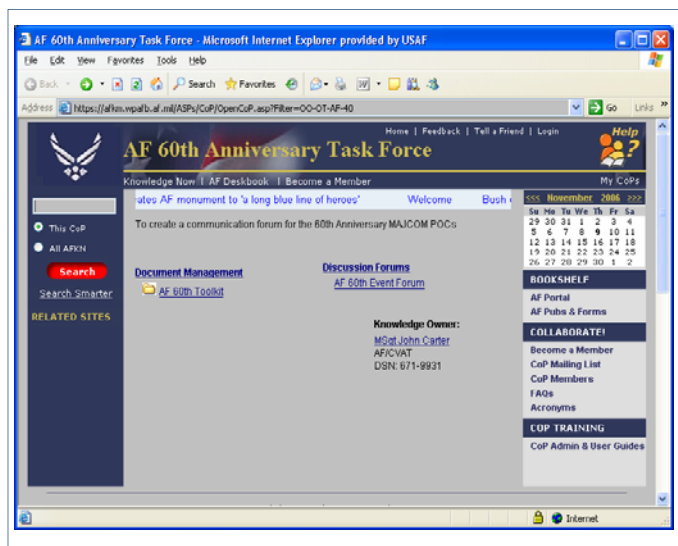 AF 60th Anniversary Task Force - Microsoft Internet Explorer provided by USAF
File Edit View Favorites Tools Help
Back Search Favorites
Address https://afkm.wpafb.af.mil/ASPs/CoP/OpenCoP.asp?Filter=OO-OT-AF-40 Go Links »
Home | Feedback | Tell a Friend | Login Help
AF 60th Anniversary Task Force
Knowledge Now | AF Deskbook | Become a Member My CoPs
rates AF monument to 'a long blue line of heroes' Welcome Bush
This CoP
All AFKN
Search
Search Smarter
RELATED SITES
To create a communication forum for the 60th Anniversary MAJCOM POCs
Document Management
AF 60th Toolkit
Discussion Forums
AF 60th Event Forum
Knowledge Owner:
MSgt John Carter
AF/CVAT
DSN: 671-9931
<<< November 2006 >>>
Su Mo Tu We Th Fr Sa
29 30 31 1 2 3 4
5 6 7 8 9 10 11
12 13 14 15 16 17 18
19 20 21 22 23 24 25
26 27 28 29 30 1 2
BOOKSHELF
AF Portal
AF Pubs & Forms
COLLABORATE!
Become a Member
CoP Mailing List
CoP Members
FAQs
Acronyms
COP TRAINING
CoP Admin & User Guides
Internet